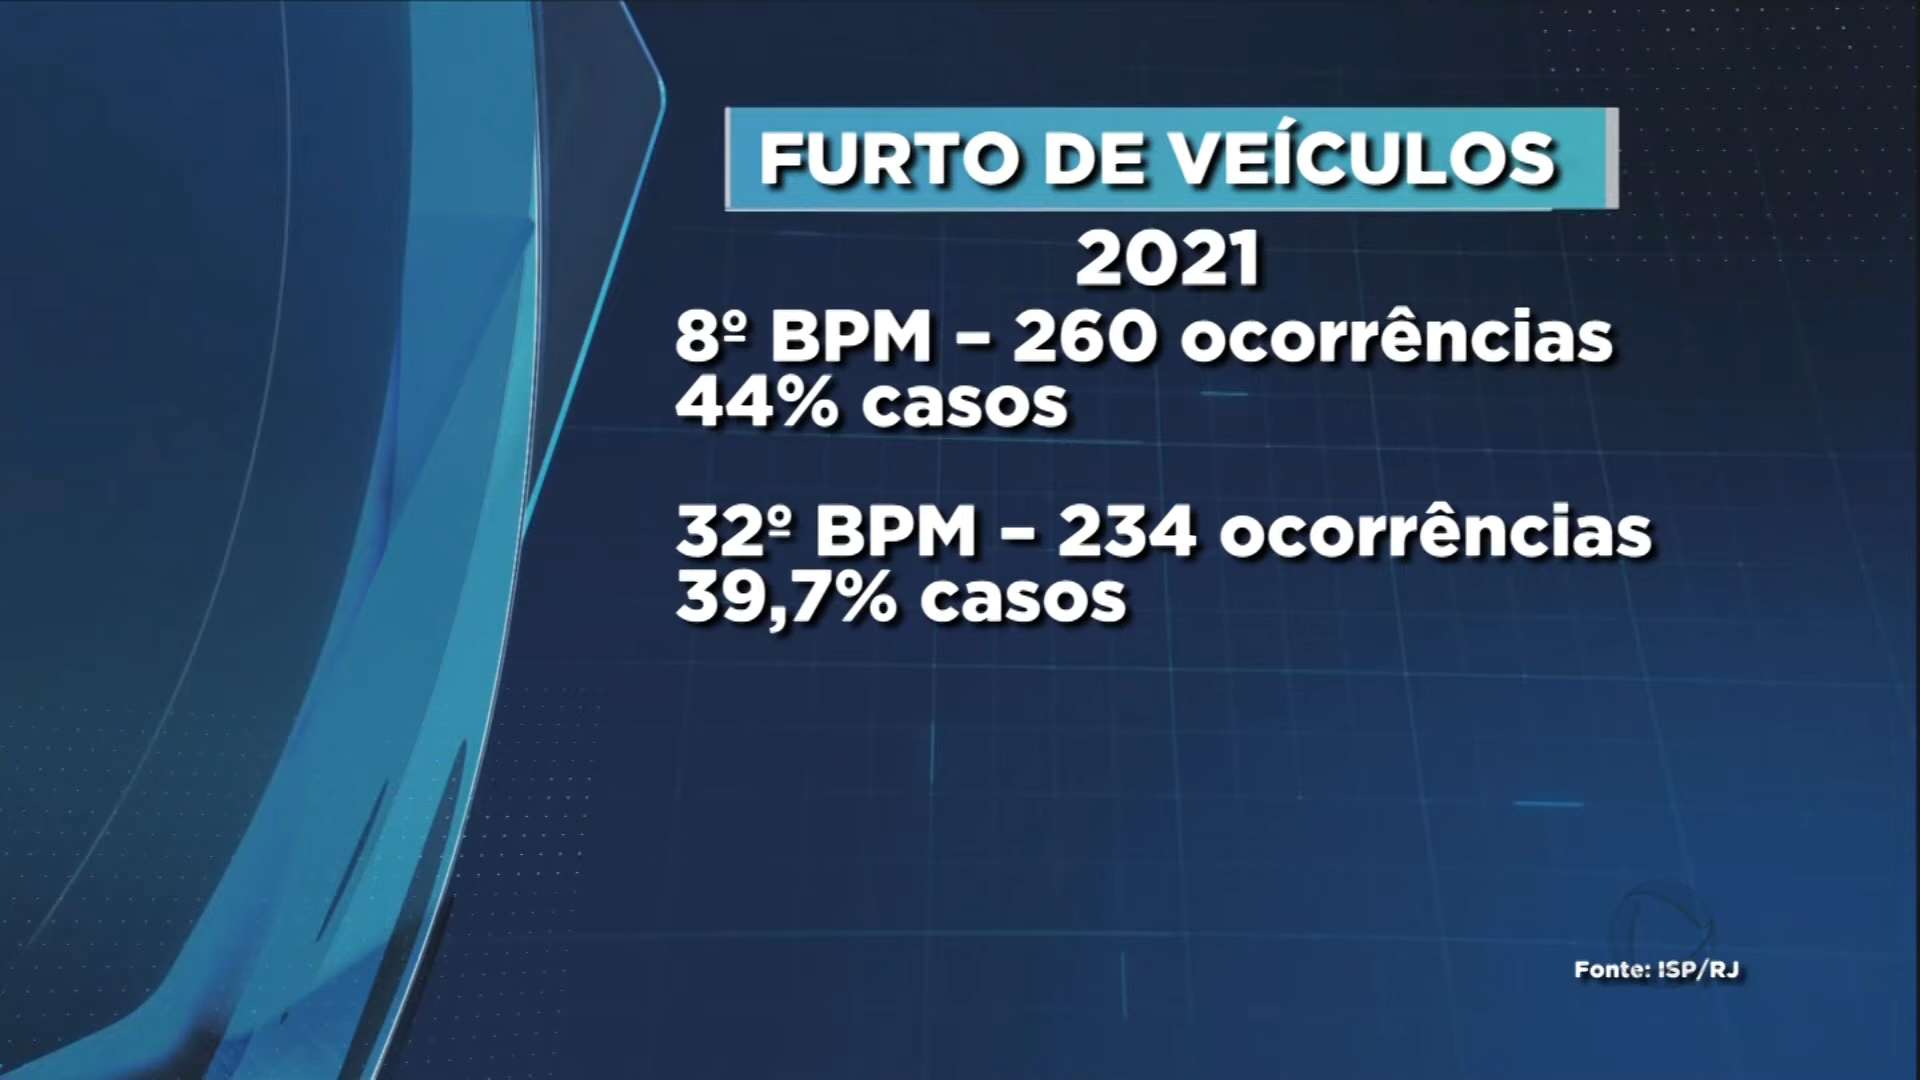 FURTO DE VEÍCULOS
2021
8º BPM – 260 ocorrências
44% casos
32º BPM – 234 ocorrências
39,7% casos
Fonte: ISP/RJ